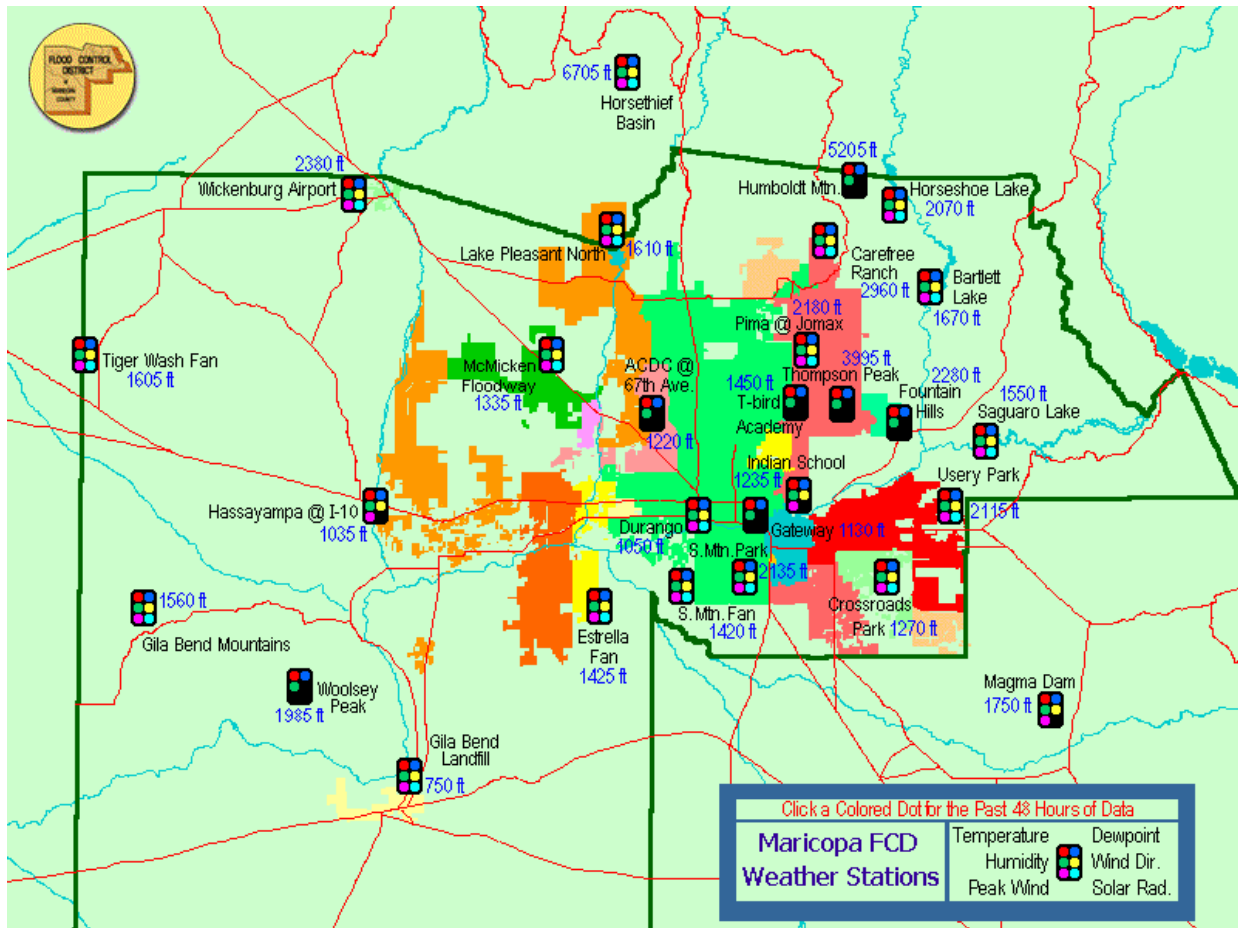 FLOOD CONTROL
DISTRICT
COUNTY
6705 ft
Horsethief
Basin
5205 ft
Humboldt Mtn.
2380 ft
Wickenburg Airport
Horseshoe Lake
2070 ft
Lake Pleasant North
1610 ft
Carefree
Ranch
2960 ft
Bartlett
Lake
1670 ft
2180 ft
Pima @ Jomax
Tiger Wash Fan
1605 ft
McMicken
Floodway
1335 ft
ACDC @
67th Ave.
1220 ft
3995 ft
Thompson Peak
1450 ft
T-bird
Academy
2280 ft
Fountain
Hills
1550 ft
Saguaro Lake
Indian School
1235 ft
Usery Park
2115 ft
Hassayampa @ I-10
1035 ft
Durango
1050 ft
Gateway 1130 ft
S.Mtn.Park
2135 ft
S.Mtn.Fan
1420 ft
Crossroads
Park 1270 ft
1560 ft
Gila Bend Mountains
Estrella
Fan
1425 ft
Woolsey
Peak
1985 ft
Magma Dam
1750 ft
Gila Bend
Landfill
750 ft
Click a Colored Dot for the Past 48 Hours of Data
Maricopa FCD
Weather Stations
Temperature Dewpoint
Humidity Wind Dir.
Peak Wind Solar Rad.